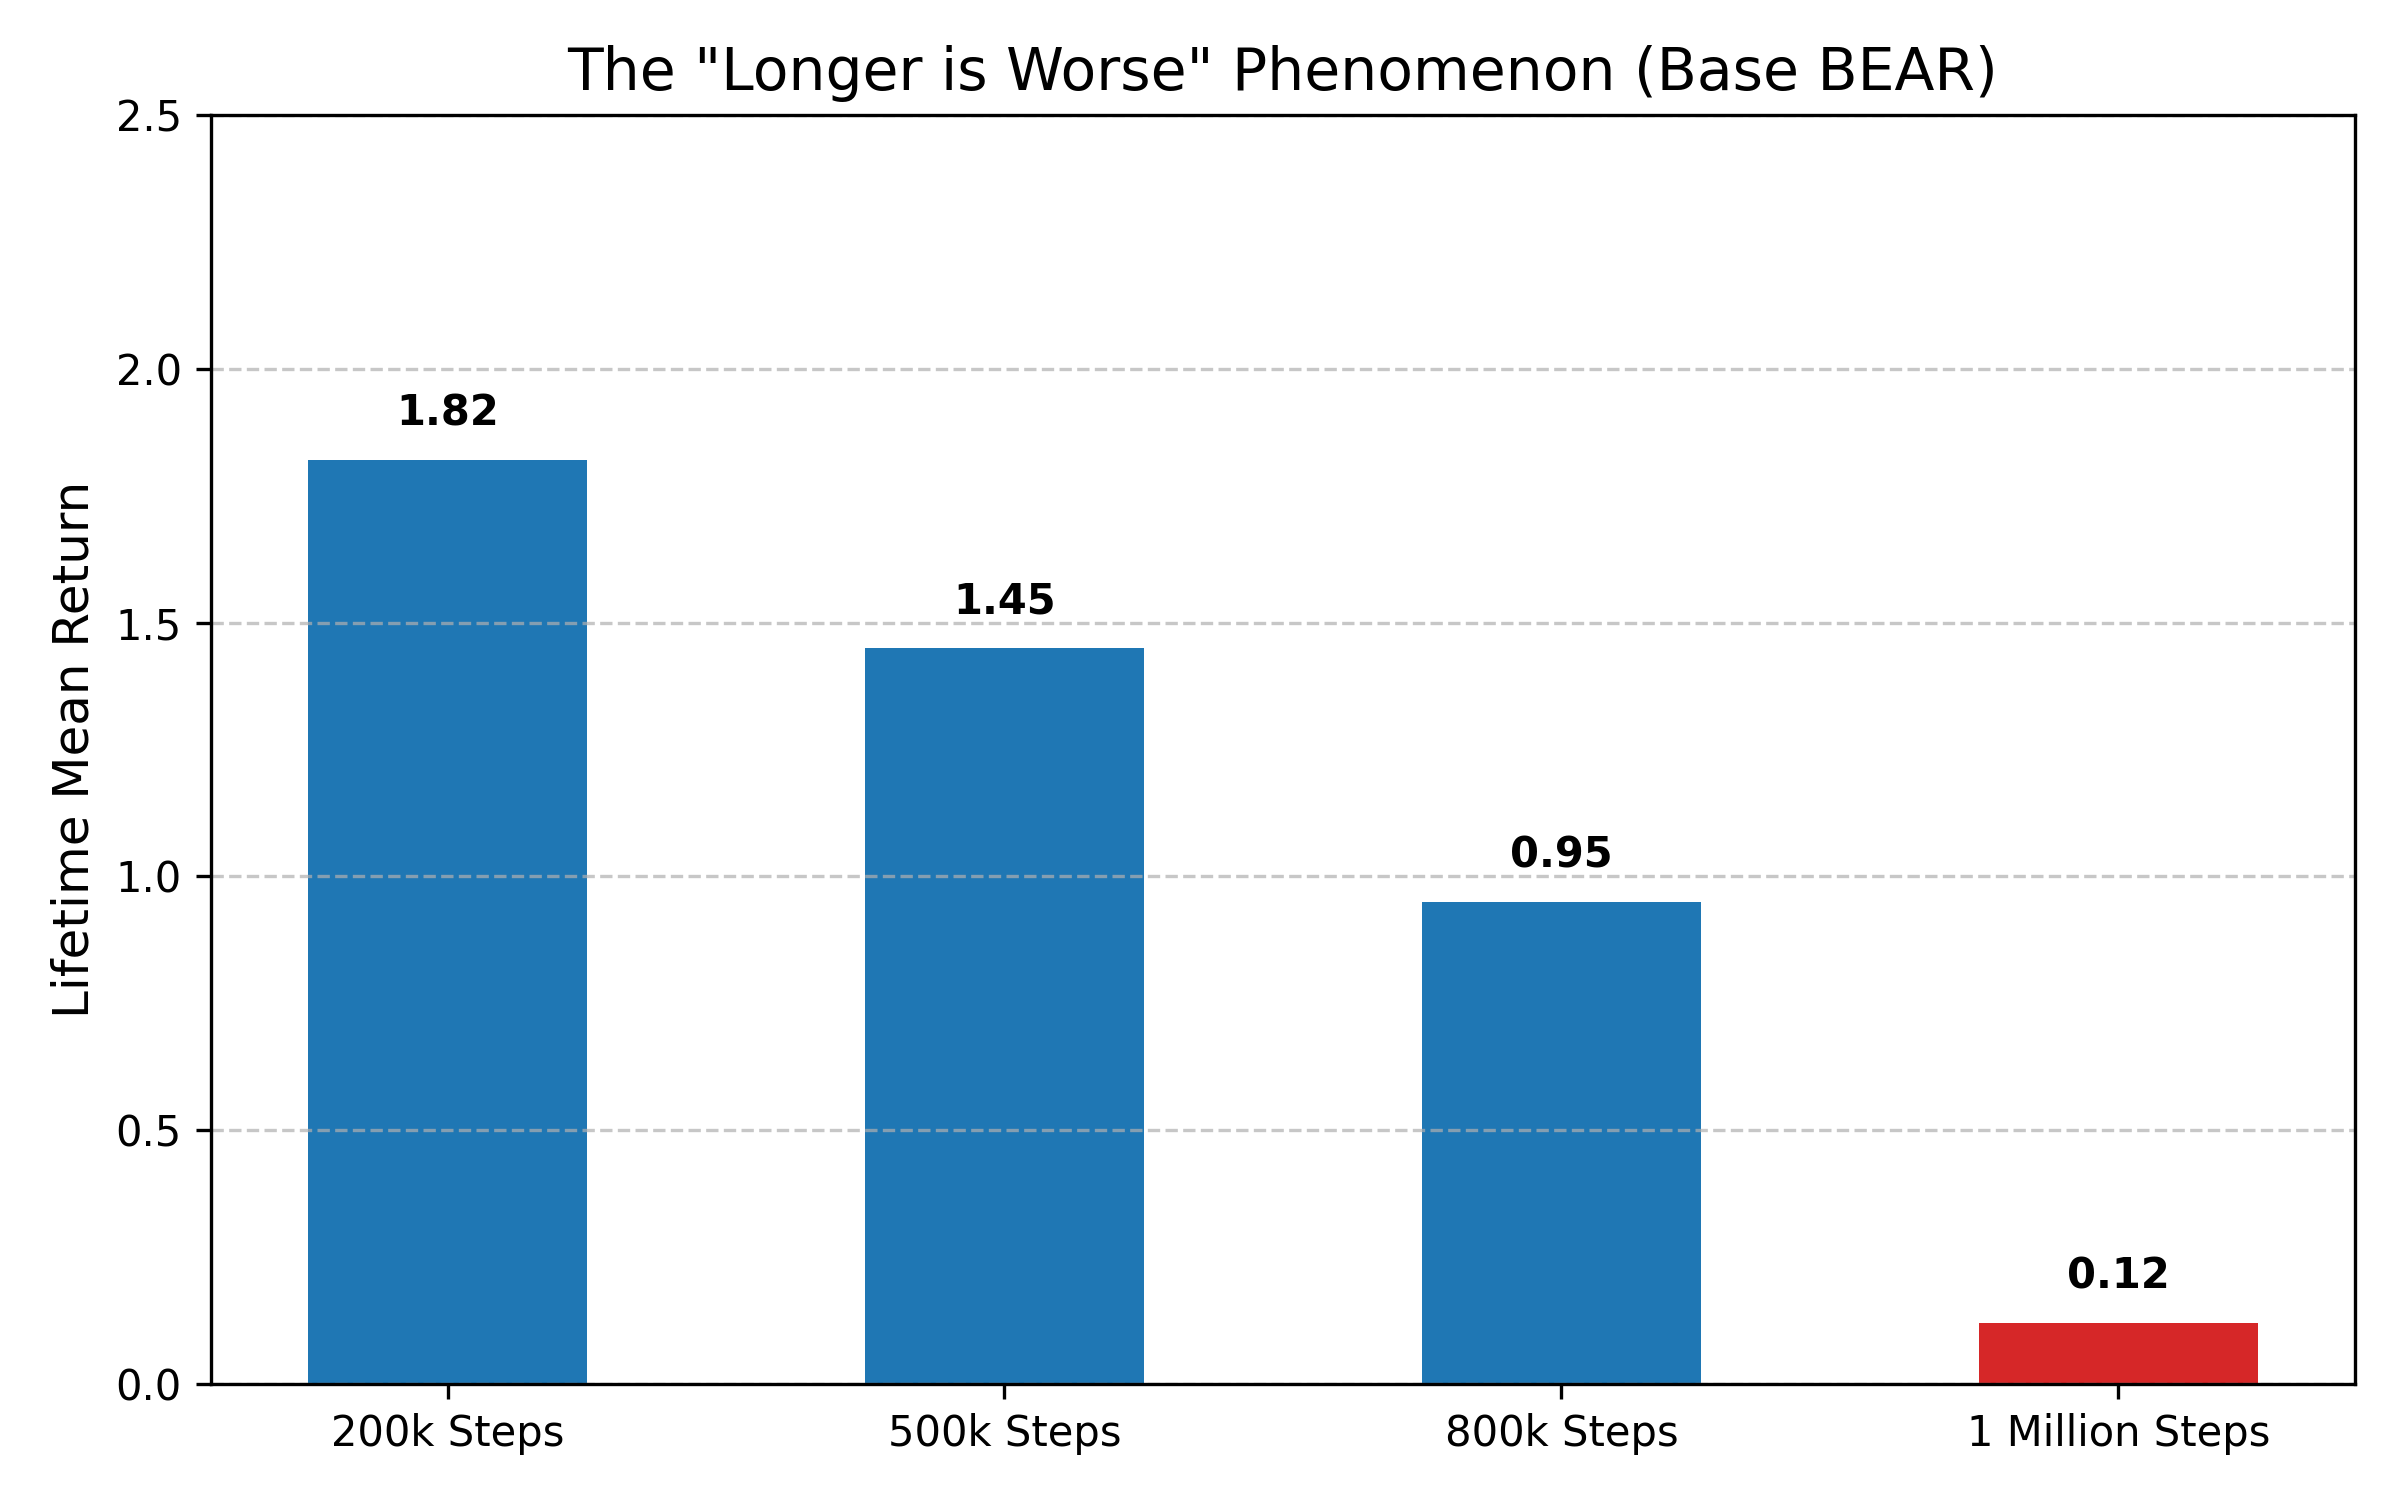 The "Longer is Worse" Phenomenon (Base BEAR)
Lifetime Mean Return
2.5
2.0
1.5
1.0
0.5
0.0
1.82
1.45
0.95
0.12
200k Steps
500k Steps
800k Steps
1 Million Steps